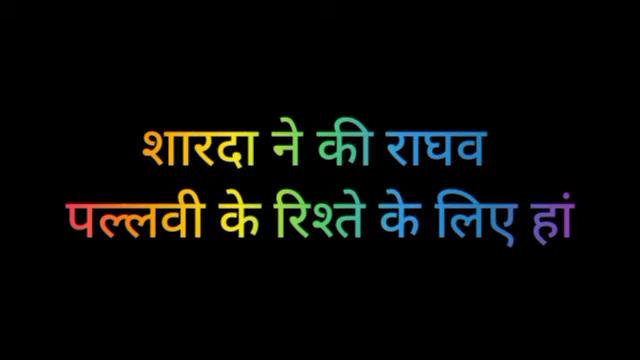 शारदा ने की राघव
पल्लवी के रिश्ते के लिए हां